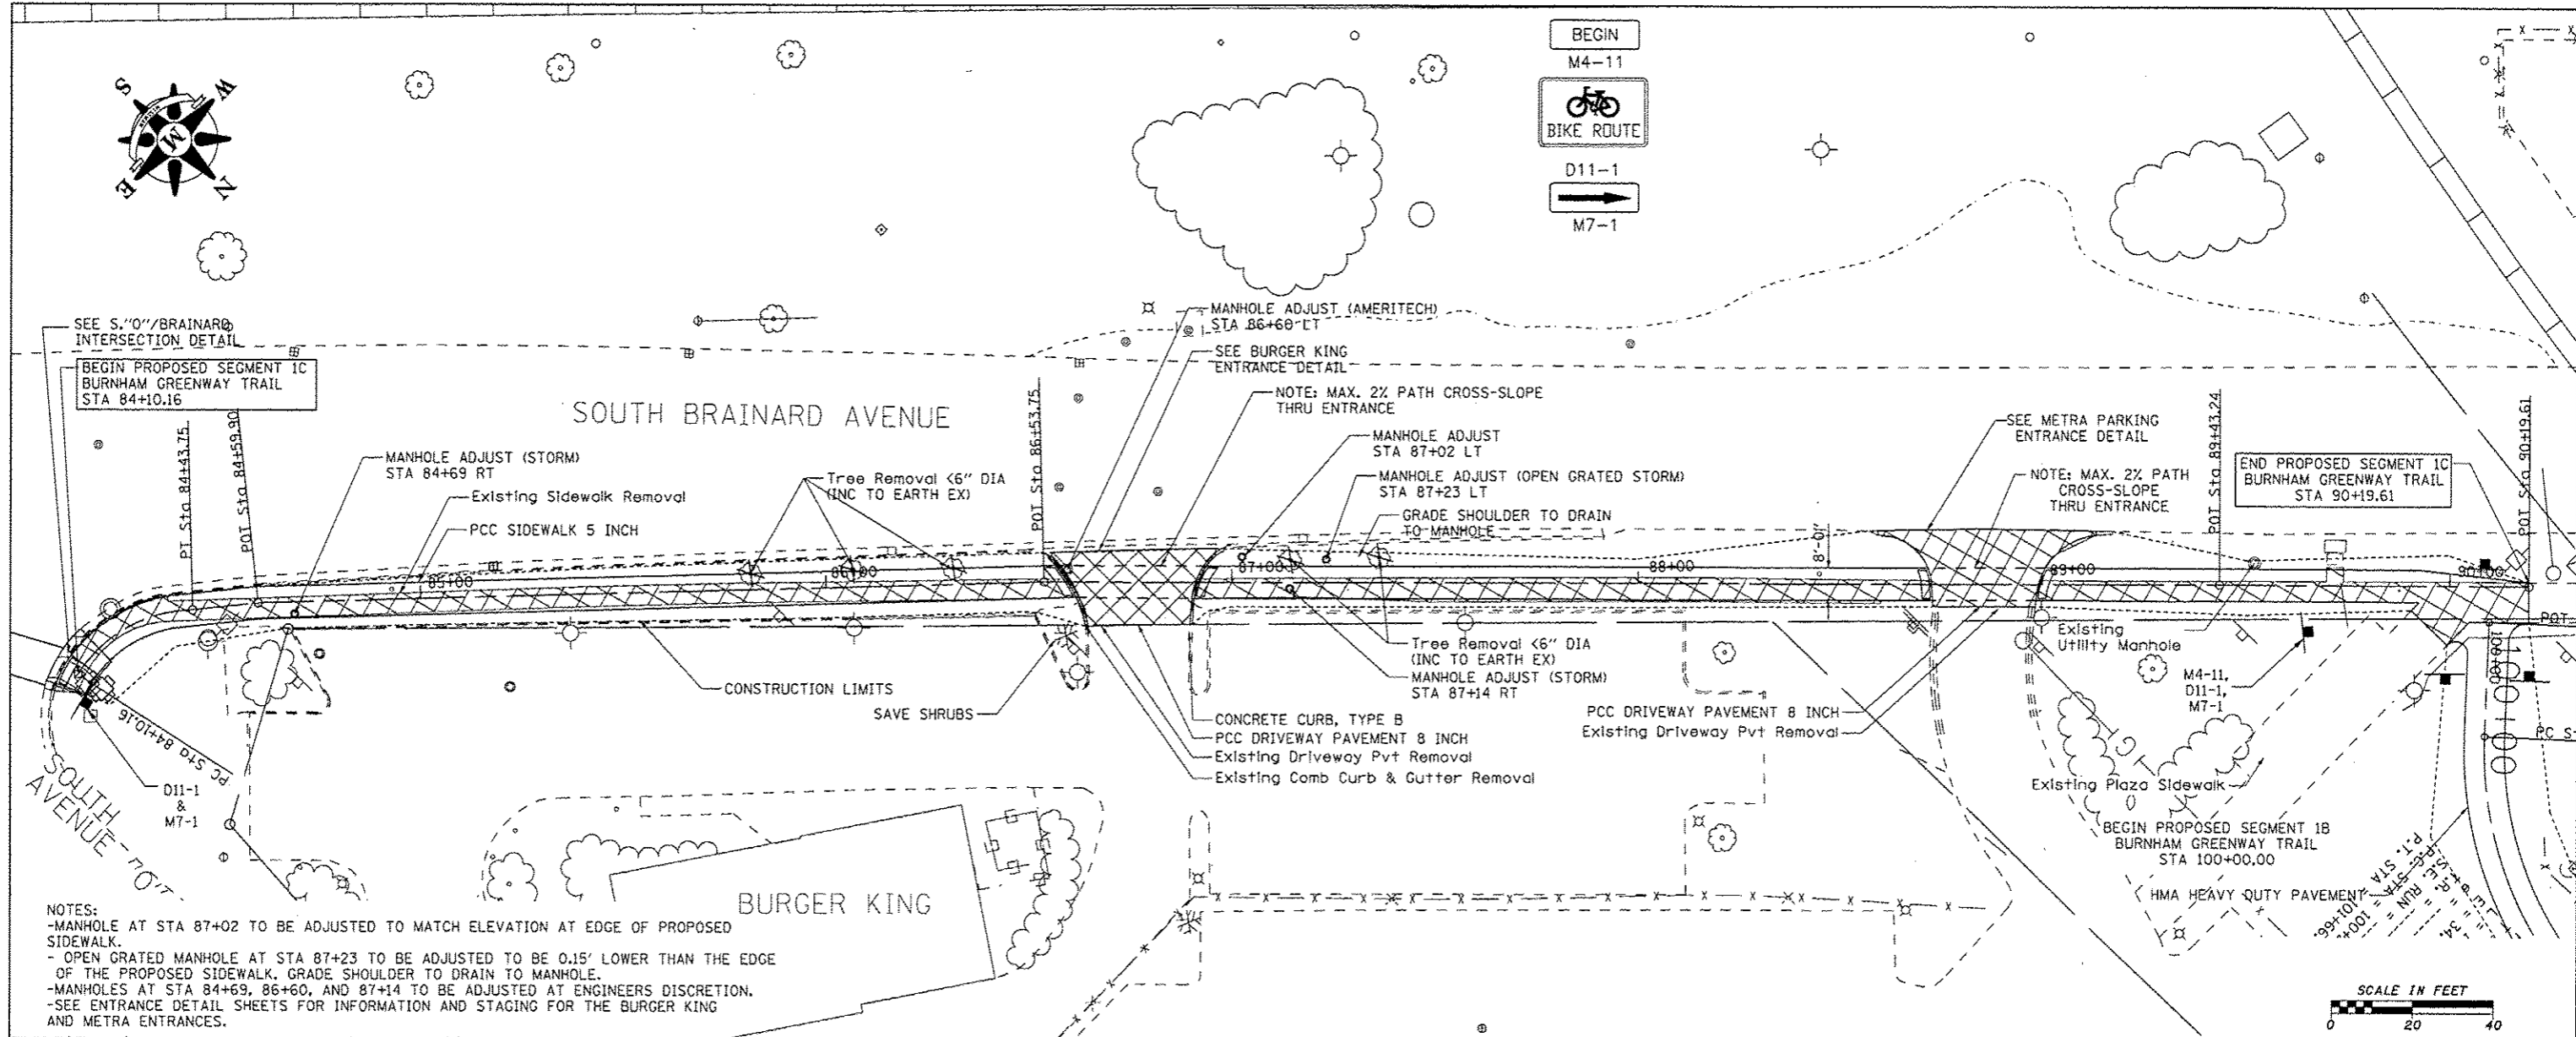 BEGIN
M4-11
BIKE ROUTE
D11-1
M7-1
S
W
E
N
M
SEE S."O"/BRAINARD
INTERSECTION DETAIL
BEGIN PROPOSED SEGMENT 1C
BURNHAM GREENWAY TRAIL
STA 84+10.16
SOUTH BRAINARD AVENUE
PT Sta 84+43.75
POT Sta 84+59.90
MANHOLE ADJUST (STORM)
STA 84+69 RT
Existing Sidewalk Removal
PCC SIDEWALK 5 INCH
Tree Removal <6" DIA
(INC TO EARTH EX)
POT Sta 86+53.75
MANHOLE ADJUST (AMERITECH)
STA 86+60 LT
SEE BURGER KING
ENTRANCE DETAIL
NOTE: MAX. 2% PATH CROSS-SLOPE
THRU ENTRANCE
MANHOLE ADJUST
STA 87+02 LT
MANHOLE ADJUST (OPEN GRATED STORM)
STA 87+23 LT
GRADE SHOULDER TO DRAIN
TO MANHOLE
8'-0"
SEE METRA PARKING
ENTRANCE DETAIL
NOTE: MAX. 2% PATH
CROSS-SLOPE
THRU ENTRANCE
POT Sta 89+43.24
END PROPOSED SEGMENT 1C
BURNHAM GREENWAY TRAIL
STA 90+19.61
POT Sta 90+19.61
85+00
86+00
87+00
88+00
89+00
90+00
PC Sta 84+10.16
D11-1
&
M7-1
SOUTH
AVENUE "O"
CONSTRUCTION LIMITS
SAVE SHRUBS
CONCRETE CURB, TYPE B
PCC DRIVEWAY PAVEMENT 8 INCH
Existing Driveway Pvt Removal
Existing Comb Curb & Gutter Removal
Tree Removal <6" DIA
(INC TO EARTH EX)
MANHOLE ADJUST (STORM)
STA 87+14 RT
PCC DRIVEWAY PAVEMENT 8 INCH
Existing Driveway Pvt Removal
Existing
Utility Manhole
M4-11,
D11-1,
M7-1
POT
100+00
PC S
Existing Plaza Sidewalk
BEGIN PROPOSED SEGMENT 1B
BURNHAM GREENWAY TRAIL
STA 100+00.00
HMA HEAVY DUTY PAVEMENT
BURGER KING
NOTES:
-MANHOLE AT STA 87+02 TO BE ADJUSTED TO MATCH ELEVATION AT EDGE OF PROPOSED
SIDEWALK.
- OPEN GRATED MANHOLE AT STA 87+23 TO BE ADJUSTED TO BE 0.15' LOWER THAN THE EDGE
OF THE PROPOSED SIDEWALK. GRADE SHOULDER TO DRAIN TO MANHOLE.
-MANHOLES AT STA 84+69, 86+60, AND 87+14 TO BE ADJUSTED AT ENGINEERS DISCRETION.
-SEE ENTRANCE DETAIL SHEETS FOR INFORMATION AND STAGING FOR THE BURGER KING
AND METRA ENTRANCES.
SCALE IN FEET
0 20 40